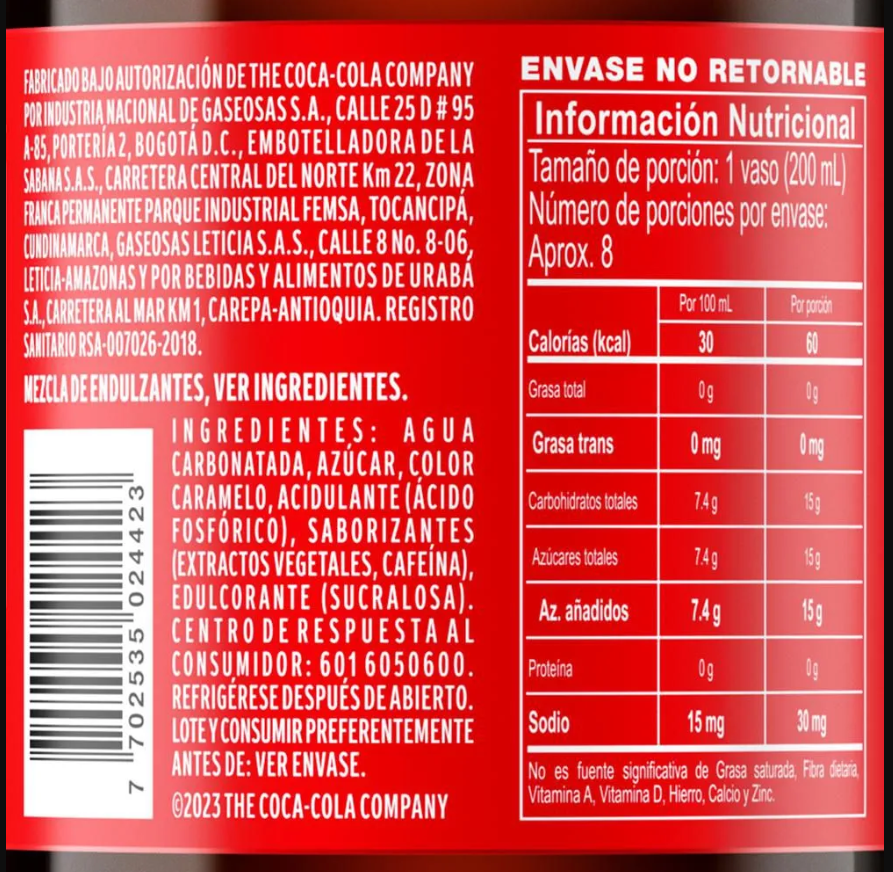 FABRICADO BAJO AUTORIZACIÓN DE THE COCA-COLA COMPANY
POR INDUSTRIA NACIONAL DE GASEOSAS S.A., CALLE 25 D # 95
A-85, PORTERÍA 2, BOGOTÁ D.C., EMBOTELLADORA DE LA
SABANA S.A.S., CARRETERA CENTRAL DEL NORTE Km 22, ZONA
FRANCA PERMANENTE PARQUE INDUSTRIAL FEMSA, TOCANCIPÁ,
CUNDINAMARCA, GASEOSAS LETICIA S.A.S., CALLE 8 No. 8-06,
LETICIA-AMAZONAS Y POR BEBIDAS Y ALIMENTOS DE URABÁ
S.A., CARRETERA AL MAR KM 1, CAREPA-ANTIOQUIA. REGISTRO
SANITARIO RSA-007026-2018.
MEZCLA DE ENDULZANTES, VER INGREDIENTES.
INGREDIENTES: AGUA
CARBONATADA, AZÚCAR, COLOR
CARAMELO, ACIDULANTE (ÁCIDO
FOSFÓRICO), SABORIZANTES
(EXTRACTOS VEGETALES, CAFEÍNA),
EDULCORANTE (SUCRALOSA).
CENTRO DE RESPUESTA AL
CONSUMIDOR: 601 6050600.
REFRIGÉRESE DESPUÉS DE ABIERTO.
LOTE Y CONSUMIR PREFERENTEMENTE
ANTES DE: VER ENVASE.
©2023 THE COCA-COLA COMPANY
7 702535 024423
ENVASE NO RETORNABLE
Información Nutricional
Tamaño de porción: 1 vaso (200 mL)
Número de porciones por envase:
Aprox. 8
Por 100 mL Por porción
Calorías (kcal) 30 60
Grasa total 0 g 0 g
Grasa trans 0 mg 0 mg
Carbohidratos totales 7.4 g 15 g
Azúcares totales 7.4 g 15 g
Az. añadidos 7.4 g 15 g
Proteína 0 g 0 g
Sodio 15 mg 30 mg
No es fuente significativa de Grasa saturada, Fibra dietaria,
Vitamina A, Vitamina D, Hierro, Calcio y Zinc.